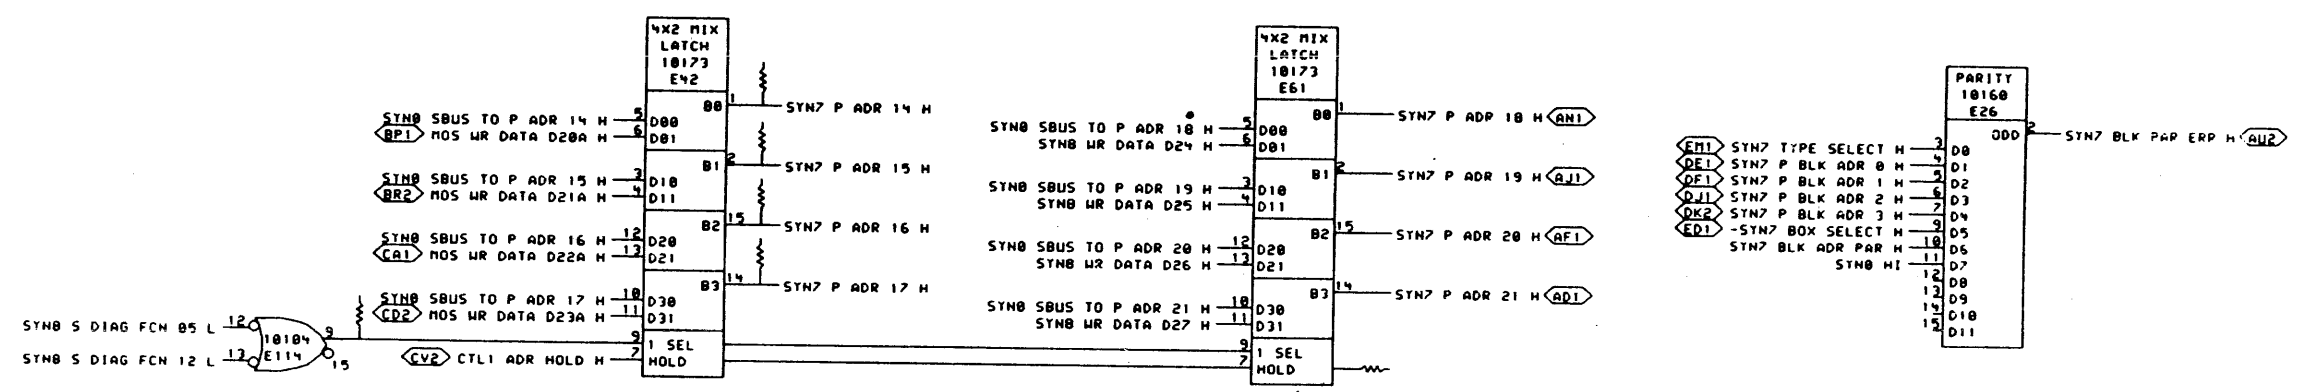 4X2 MIX
LATCH
10173
E42
B0 1 SYN7 P ADR 14 H
SYN0 SBUS TO P ADR 14 H 5 D00
BP1 MOS WR DATA D20A H 6 D01
B1 2 SYN7 P ADR 15 H
SYN0 SBUS TO P ADR 15 H 3 D10
BR2 MOS WR DATA D21A H 4 D11
B2 15 SYN7 P ADR 16 H
SYN0 SBUS TO P ADR 16 H 12 D20
CA1 MOS WR DATA D22A H 13 D21
B3 14 SYN7 P ADR 17 H
SYN0 SBUS TO P ADR 17 H 10 D30
CD2 MOS WR DATA D23A H 11 D31
SYN0 S DIAG FCN 05 L 12
10104 9
E114
SYN0 S DIAG FCN 12 L 13
15
9 1 SEL
CV2 CTL1 ADR HOLD H 7 HOLD
4X2 MIX
LATCH
10173
E61
B0 1 SYN7 P ADR 18 H AN1
SYN0 SBUS TO P ADR 18 H 5 D00
SYN8 WR DATA D24 H 6 D01
B1 2 SYN7 P ADR 19 H AJ1
SYN0 SBUS TO P ADR 19 H 3 D10
SYN8 WR DATA D25 H 4 D11
B2 15 SYN7 P ADR 20 H AF1
SYN0 SBUS TO P ADR 20 H 12 D20
SYN8 WR DATA D26 H 13 D21
B3 14 SYN7 P ADR 21 H AD1
SYN0 SBUS TO P ADR 21 H 10 D30
SYN8 WR DATA D27 H 11 D31
9 1 SEL
7 HOLD
PARITY
10160
E26
ODD 2 SYN7 BLK PAR ERR H AU2
EM1 SYN7 TYPE SELECT H 3 D0
DE1 SYN7 P BLK ADR 0 H 4 D1
DF1 SYN7 P BLK ADR 1 H 5 D2
DJ1 SYN7 P BLK ADR 2 H 6 D3
DK2 SYN7 P BLK ADR 3 H 7 D4
ED1 -SYN7 BOX SELECT H 9 D5
SYN7 BLK ADR PAR H 10 D6
SYN0 HI 11 D7
12 D8
13 D9
14 D10
15 D11